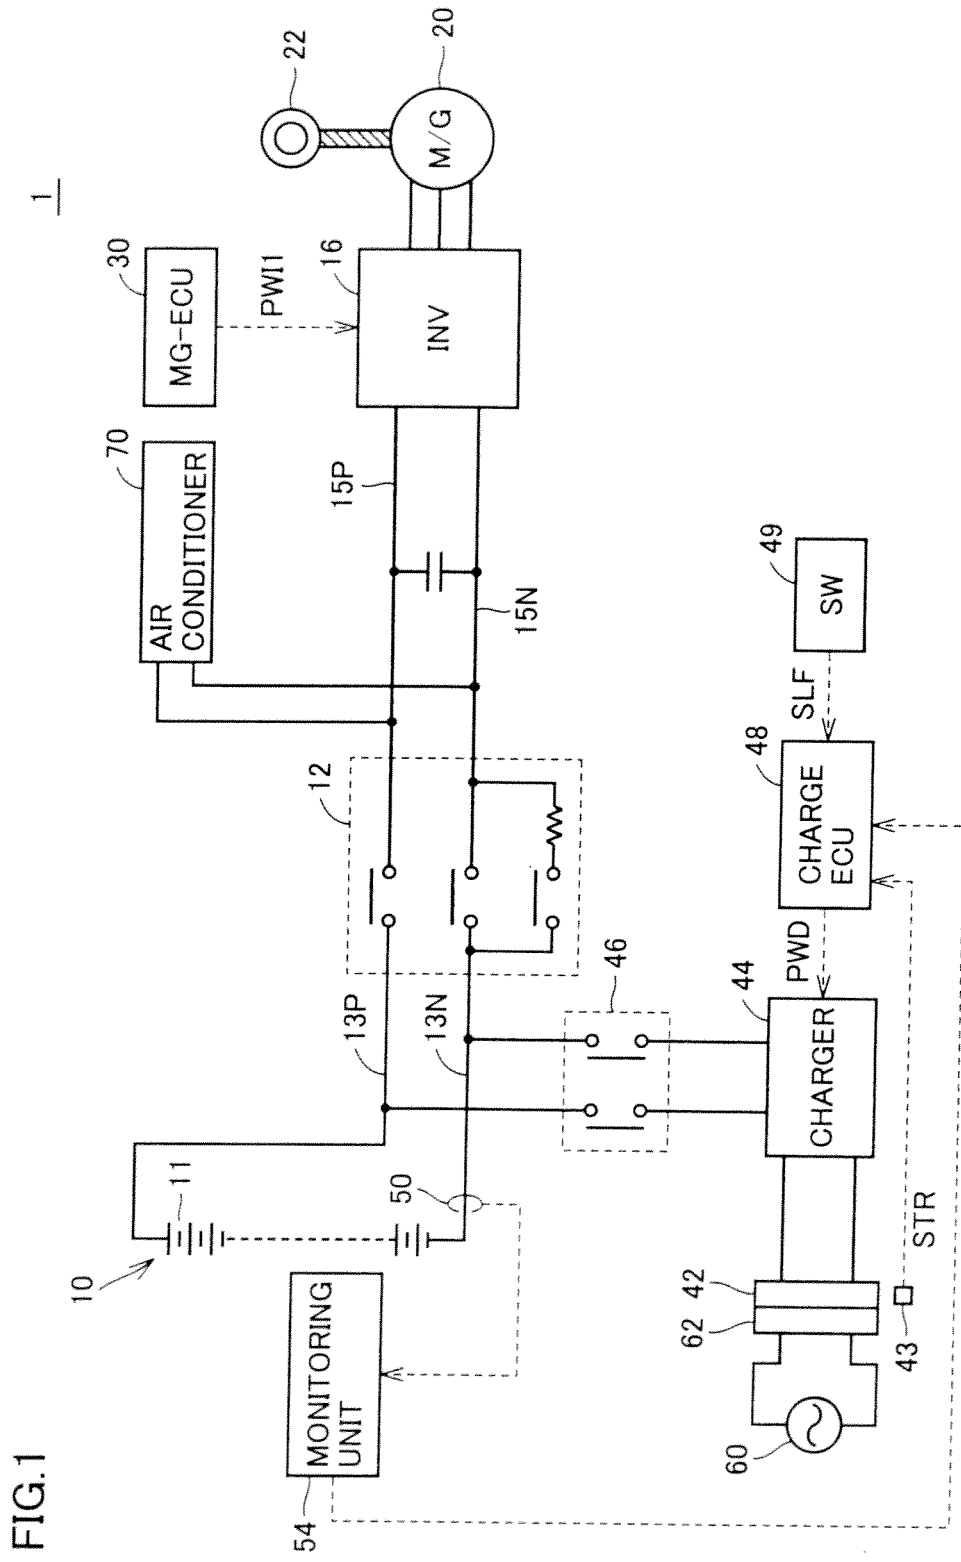 FIG.1
1
10
11
50
MONITORING
UNIT
54
13P
13N
12
AIR
CONDITIONER
70
MG-ECU
30
PWI1
15P
15N
INV
16
M/G
20
22
46
CHARGER
44
PWD
CHARGE
ECU
48
SLF
SW
49
42
62
60
43
STR